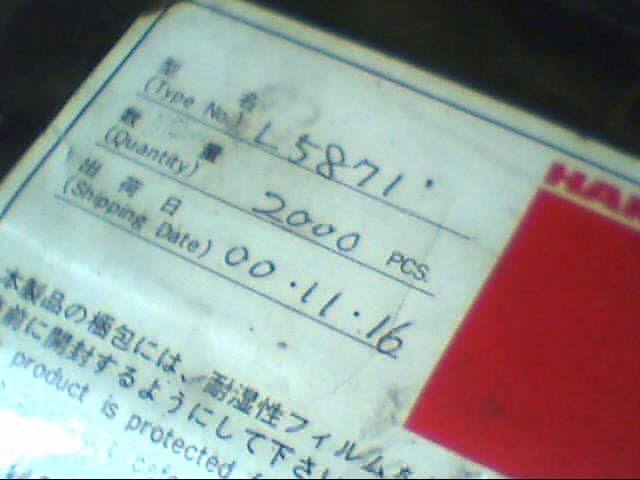 型名
(Type No.) L5871
HAM
数量
(Quantity) 2000 PCS.
出荷日
(Shipping Date) 00.11.16
本製品の梱包には、耐湿性フィルムを
前に開封するようにして下さい
product is protected